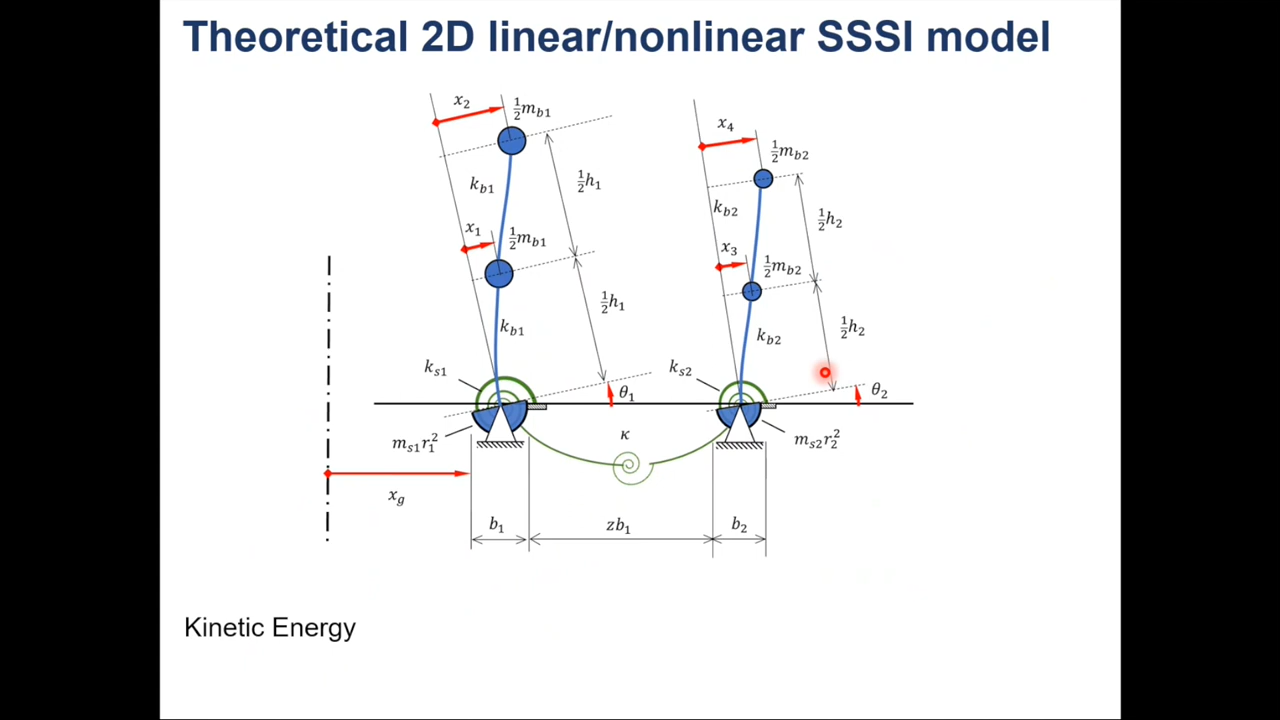 Theoretical 2D linear/nonlinear SSSI model
x₂
½m_b1
x₄
½m_b2
k_b1
½h₁
k_b2
½h₂
x₁
½m_b1
x₃
½m_b2
½h₁
k_b1
k_b2
½h₂
k_s1
θ₁
k_s2
θ₂
m_s1r₁²
κ
m_s2r₂²
x_g
b₁
zb₁
b₂
Kinetic Energy